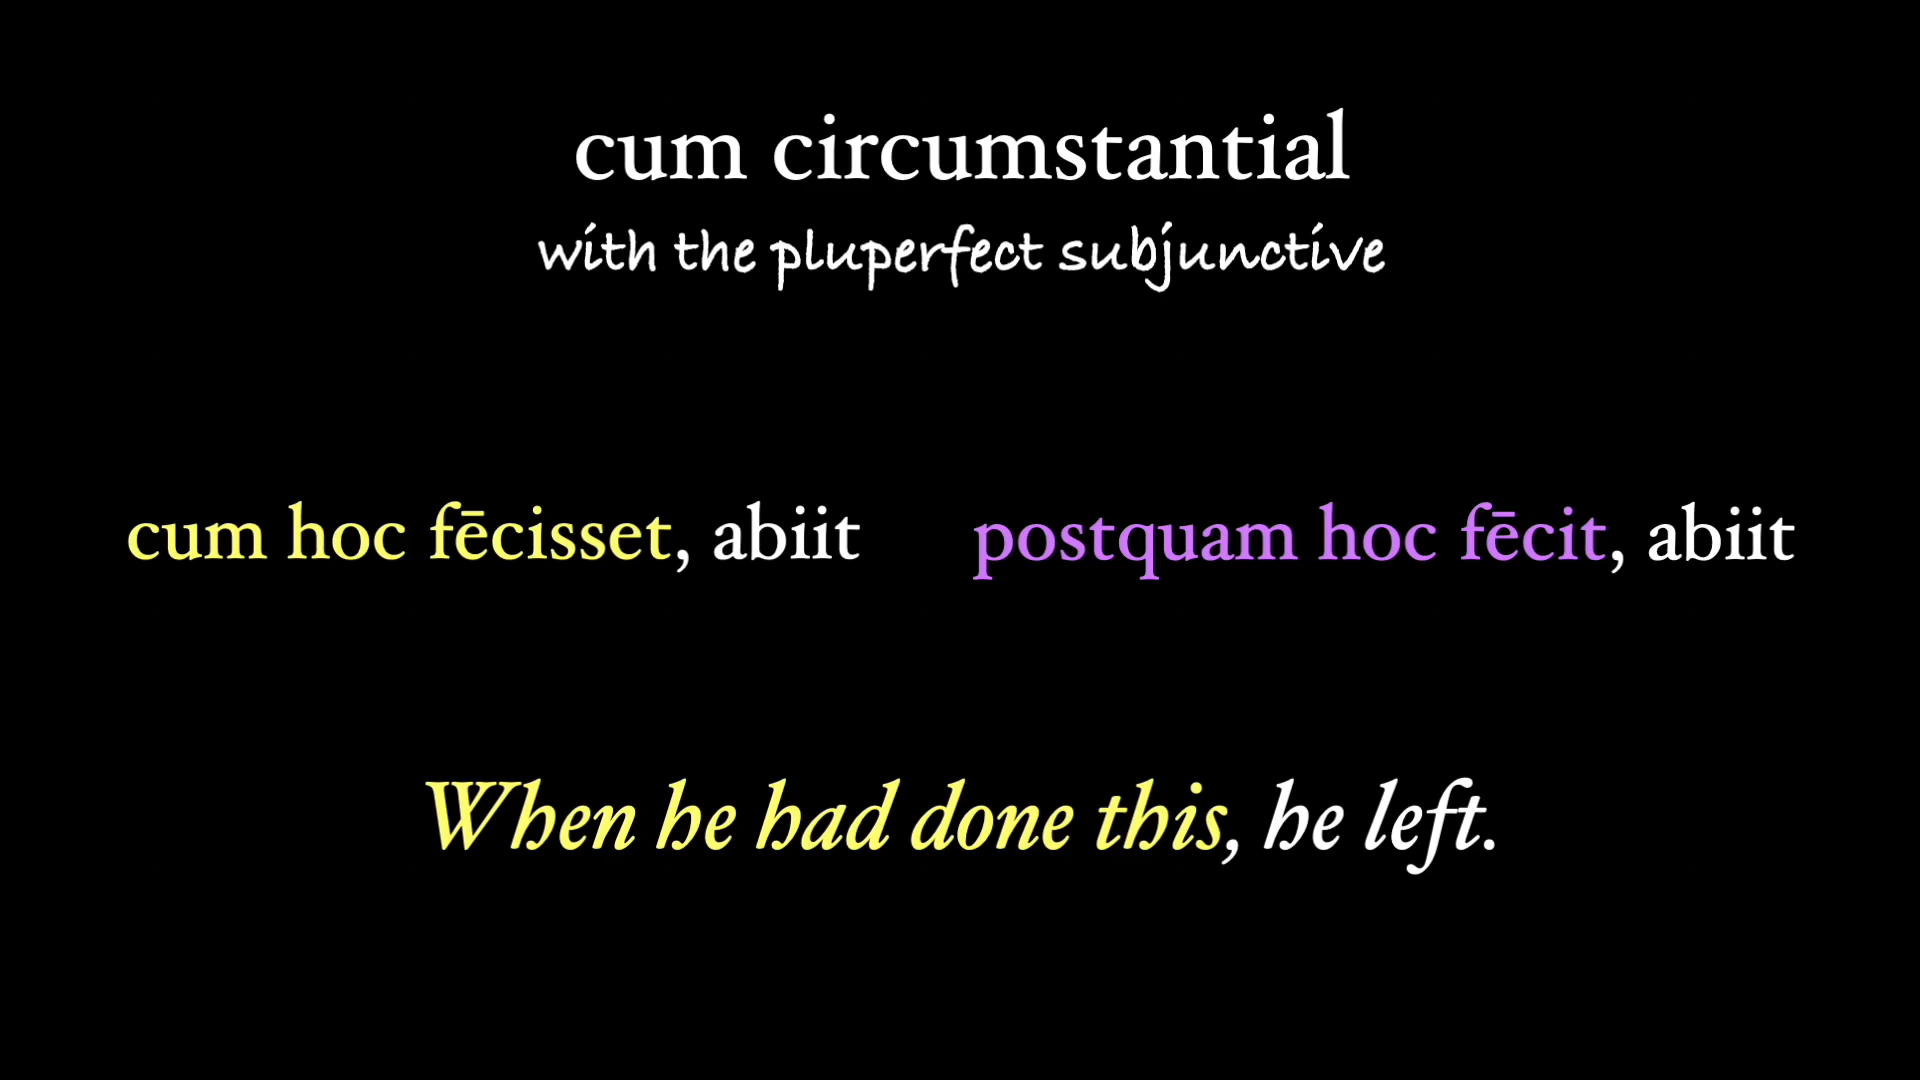 cum circumstantial
with the pluperfect subjunctive
cum hoc fēcisset, abiit
postquam hoc fēcit, abiit
When he had done this, he left.